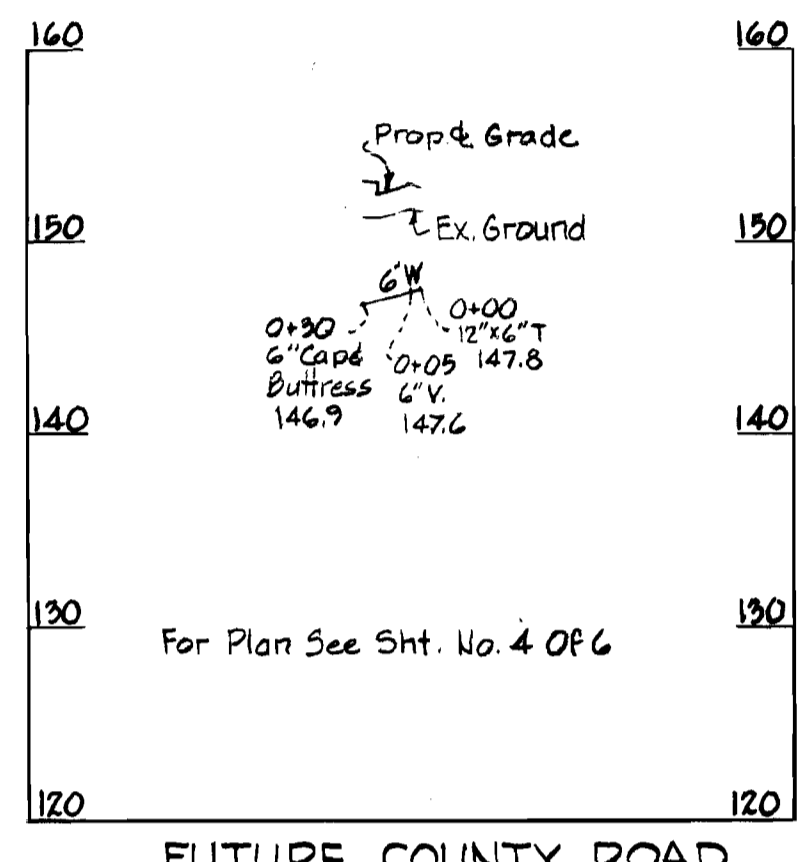 160 160
Prop. ℄ Grade
150 150
Ex. Ground
6"W
0+30
6"Cap &
Buttress
146.9
0+05
6"V.
147.6
0+00
12"x6"T
147.8
140 140
130 130
For Plan See Sht. No. 4 Of 6
120 120
FUTURE COUNTY ROAD